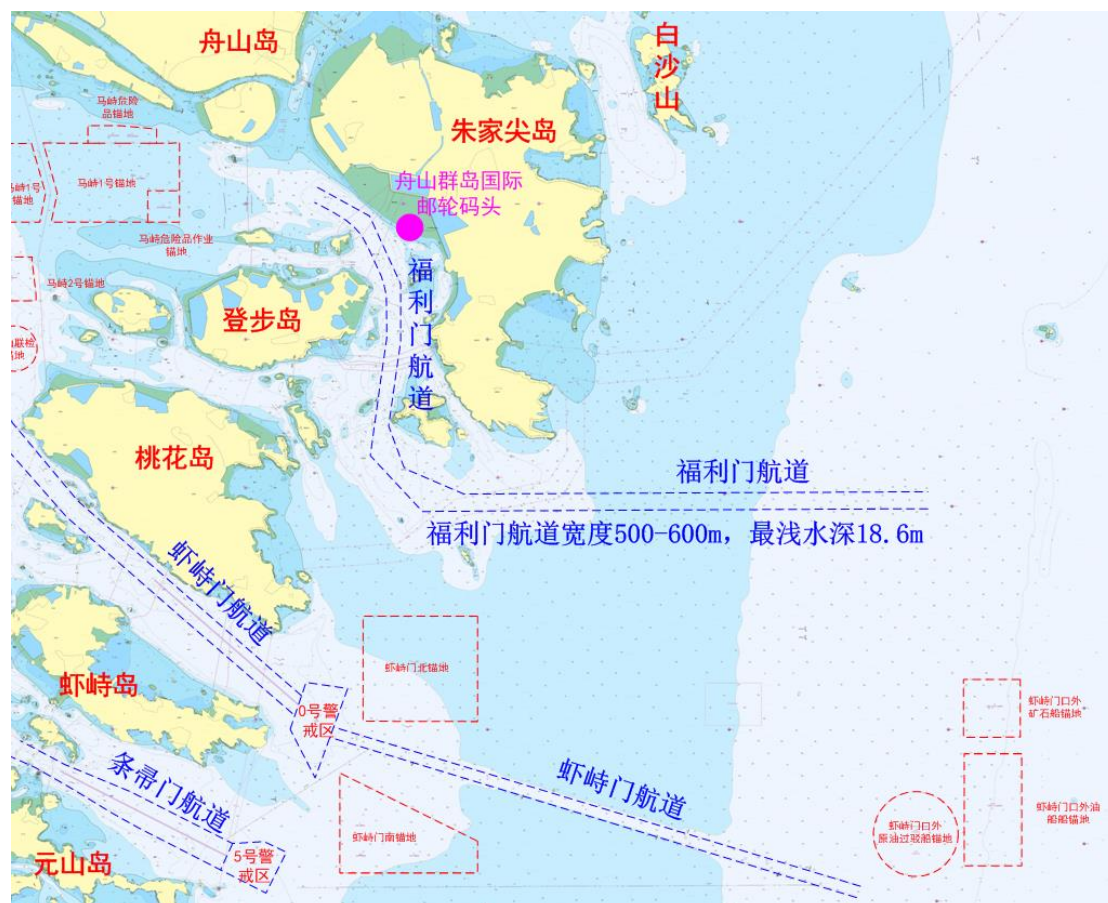 舟山岛
白
沙
山
马峙危险
品锚地
朱家尖岛
马峙1号
锚地
马峙1号锚地
舟山群岛国际
邮轮码头
马峙危险品作业
锚地
马峙2号锚地
福
利
门
航
道
登步岛
桃花岛
福利门航道
福利门航道宽度500-600m，最浅水深18.6m
虾峙门航道
虾峙门北锚地
虾峙岛
0号警
戒区
虾峙门口外
矿石船锚地
条帚门航道
虾峙门航道
虾峙门口外油
船船锚地
虾峙门南锚地
虾峙门口外
原油过驳船锚地
元山岛
5号警
戒区